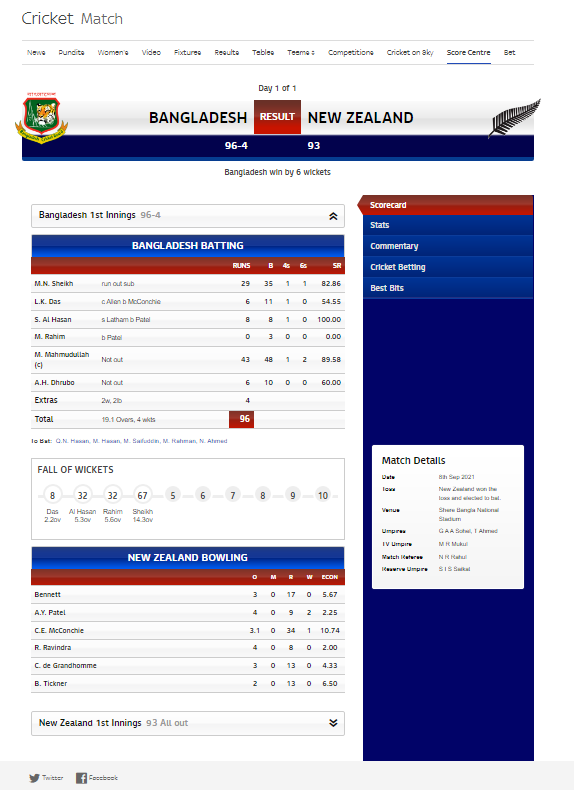 Cricket Match
News Pundits Women's Video Fixtures Results Tables Teams Competitions Cricket on Sky Score Centre Bet
Day 1 of 1
BANGLADESH RESULT NEW ZEALAND
96-4 93
Bangladesh win by 6 wickets
Bangladesh 1st Innings 96-4
BANGLADESH BATTING
RUNS B 4s 6s SR
M.N. Sheikh run out sub 29 35 1 1 82.86
L.K. Das c Allen b McConchie 6 11 1 0 54.55
S. Al Hasan s Latham b Patel 8 8 1 0 100.00
M. Rahim b Patel 0 3 0 0 0.00
M. Mahmudullah (c) Not out 43 48 1 2 89.58
A.H. Dhrubo Not out 6 10 0 0 60.00
Extras 2w, 2lb 4
Total 19.1 Overs, 4 wkts 96
To Bat: Q.N. Hasan, M. Hasan, M. Saifuddin, M. Rahman, N. Ahmed
FALL OF WICKETS
8 32 32 67 5 6 7 8 9 10
Das Al Hasan Rahim Sheikh
2.2ov 5.3ov 5.6ov 14.3ov
NEW ZEALAND BOWLING
O M R W ECON
Bennett 3 0 17 0 5.67
A.Y. Patel 4 0 9 2 2.25
C.E. McConchie 3.1 0 34 1 10.74
R. Ravindra 4 0 8 0 2.00
C. de Grandhomme 3 0 13 0 4.33
B. Tickner 2 0 13 0 6.50
New Zealand 1st Innings 93 All out
Scorecard
Stats
Commentary
Cricket Betting
Best Bits
Match Details
Date 8th Sep 2021
Toss New Zealand won the
toss and elected to bat.
Venue Shere Bangla National
Stadium
Umpires G A A Sohel, T Ahmed
TV Umpire M R Mukul
Match Referee N R Rahul
Reserve Umpire S I S Saikat
Twitter Facebook